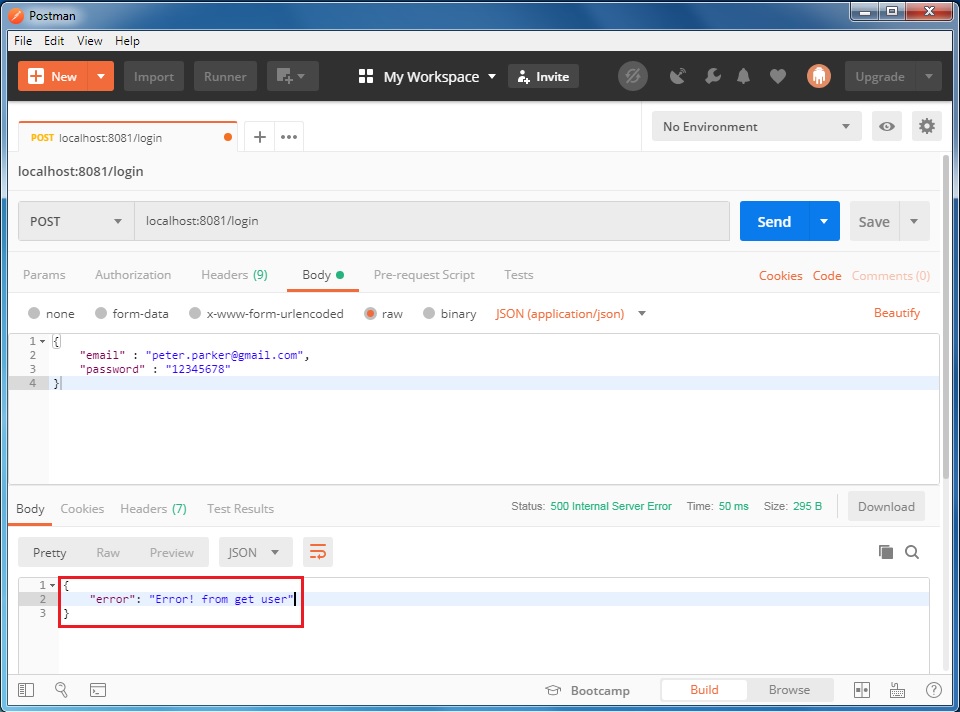 Postman
File Edit View Help
New Import Runner My Workspace Invite Upgrade
POST localhost:8081/login + ••• No Environment
localhost:8081/login
POST localhost:8081/login Send Save
Params Authorization Headers (9) Body Pre-request Script Tests Cookies Code Comments (0)
none form-data x-www-form-urlencoded raw binary JSON (application/json) Beautify
1 {
2 "email" : "peter.parker@gmail.com",
3 "password" : "12345678"
4 }
Body Cookies Headers (7) Test Results Status: 500 Internal Server Error Time: 50 ms Size: 295 B Download
Pretty Raw Preview JSON
1 {
2 "error": "Error! from get user"
3 }
Bootcamp Build Browse ?